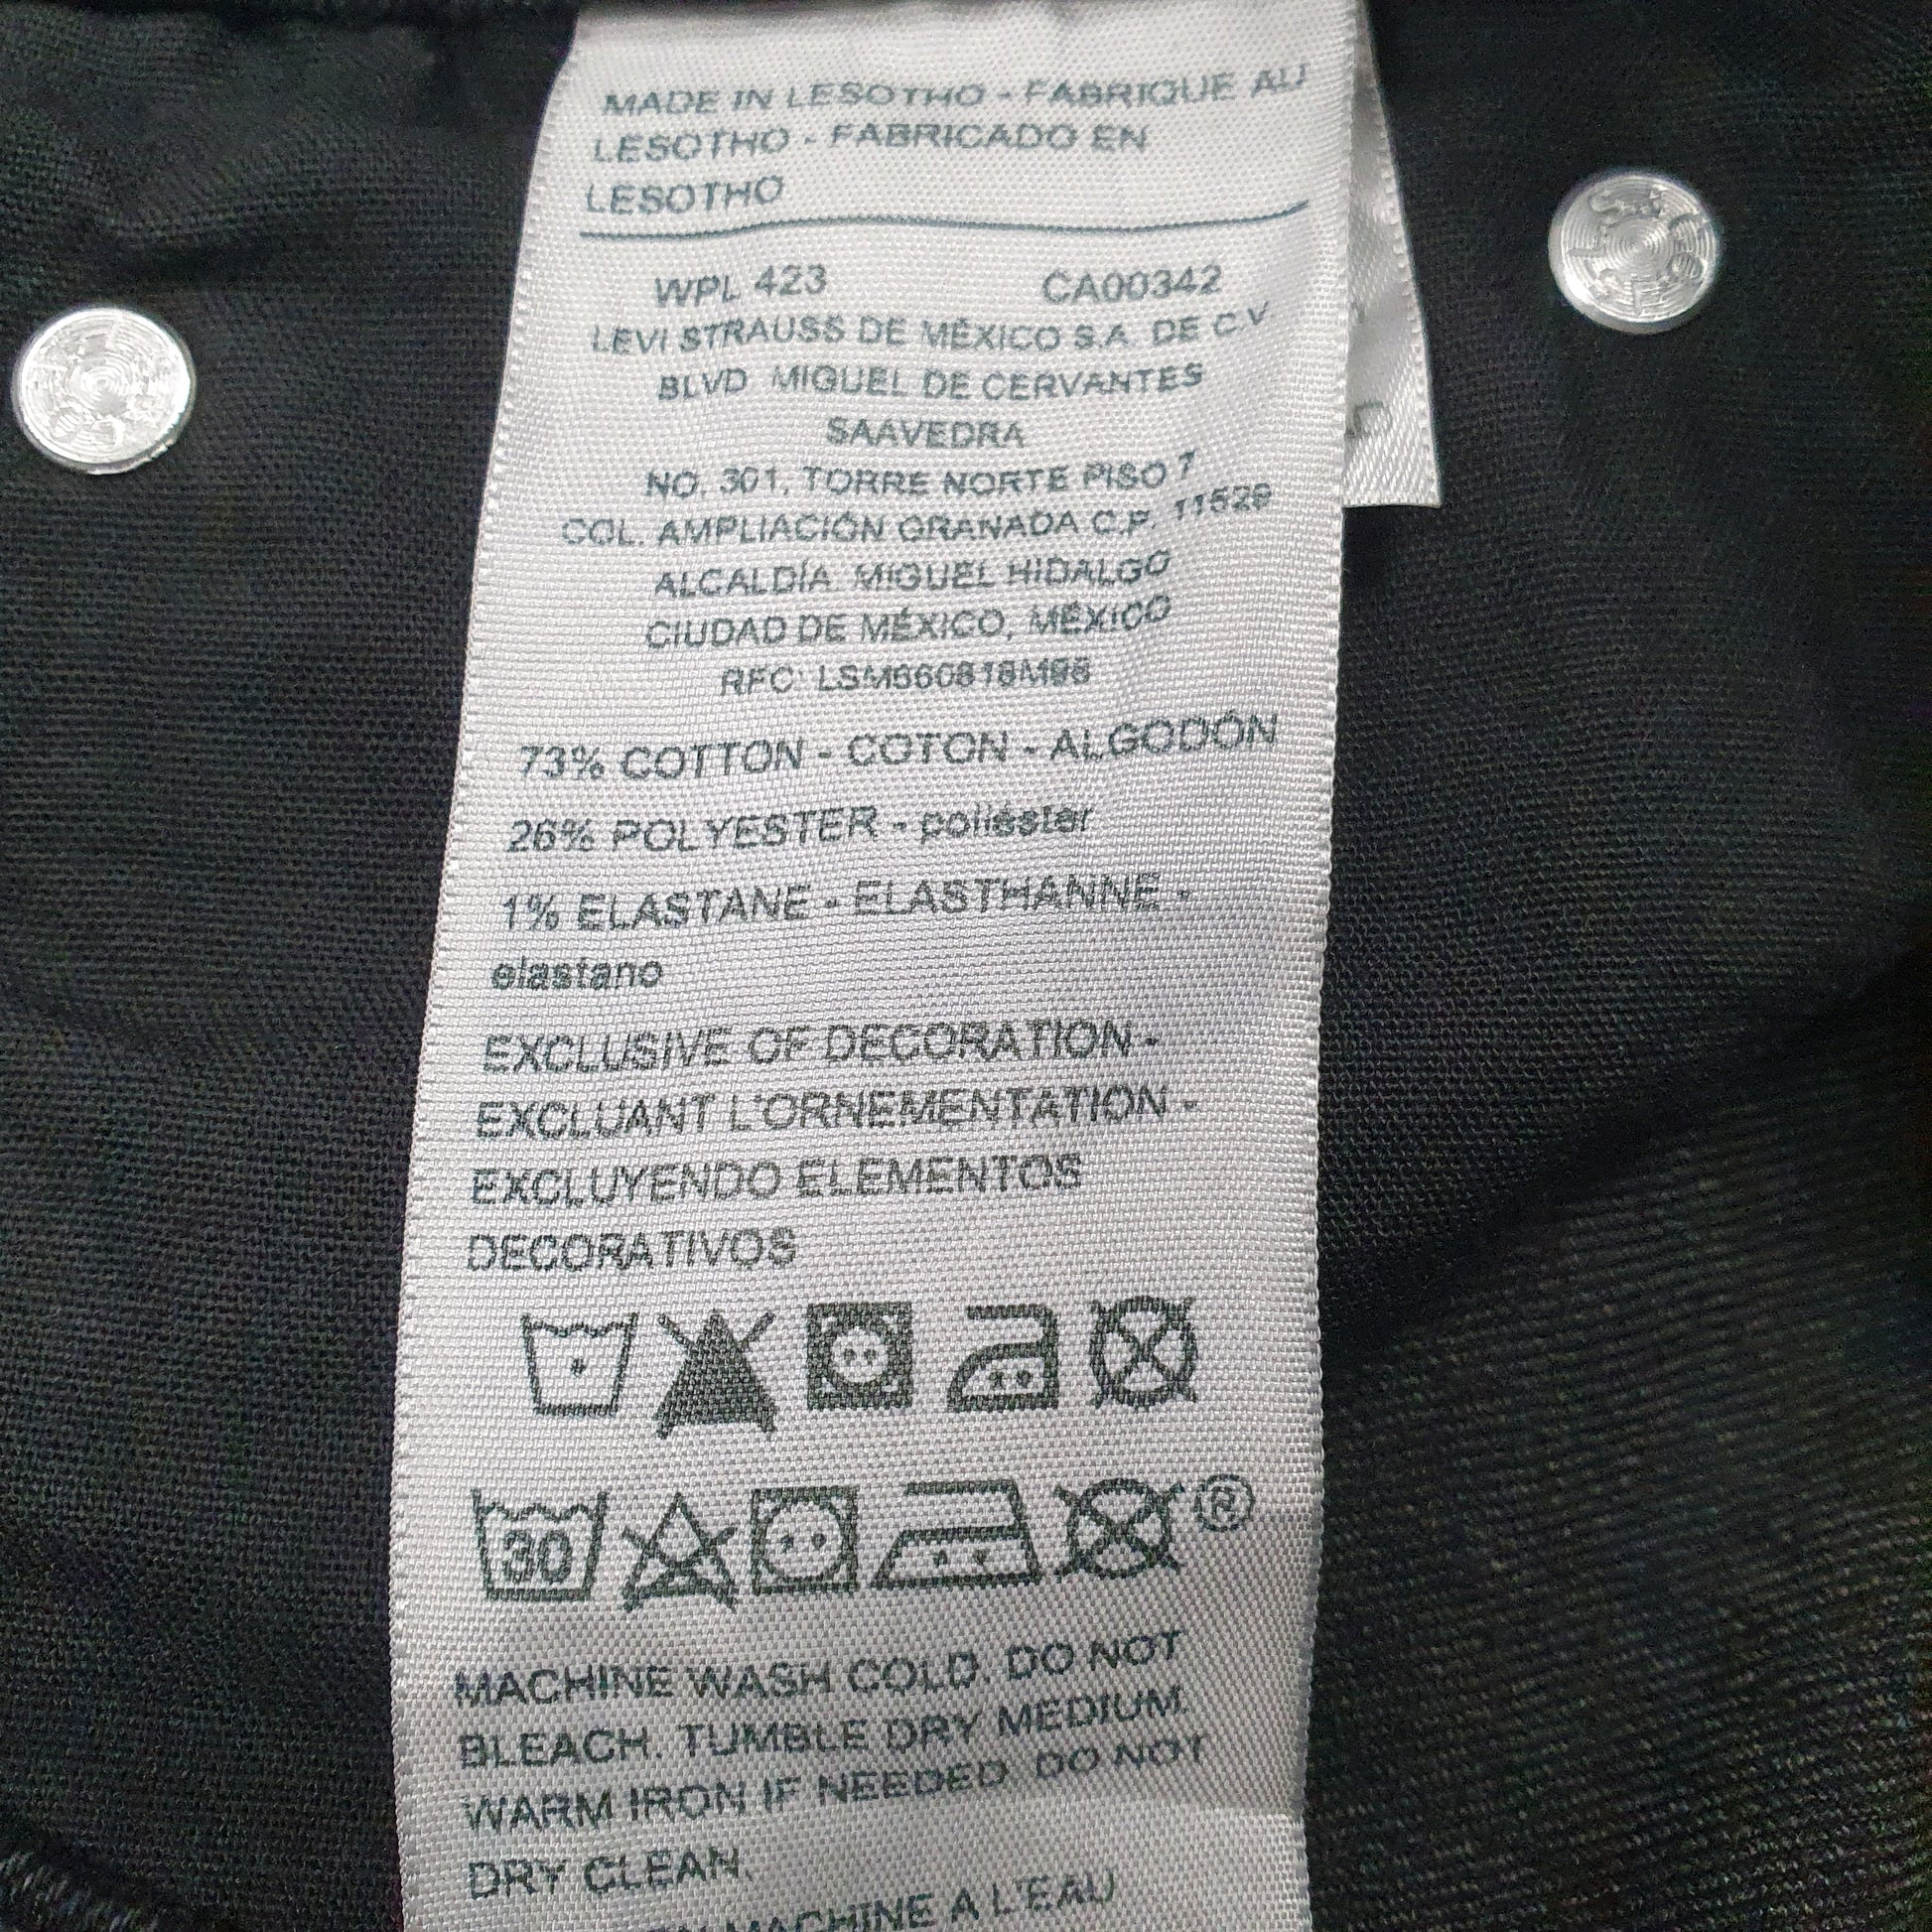 MADE IN LESOTHO - FABRIQUE AU
LESOTHO - FABRICADO EN
LESOTHO
WPL 423 CA00342
LEVI STRAUSS DE MÉXICO S.A. DE C.V
BLVD MIGUEL DE CERVANTES
SAAVEDRA
NO. 301, TORRE NORTE PISO 7
COL. AMPLIACIÓN GRANADA C.P. 11529
ALCALDÍA MIGUEL HIDALGO
CIUDAD DE MÉXICO, MÉXICO
RFC:
73% COTTON - COTON - ALGODÓN
26% POLYESTER - poliéster
1% ELASTANE - ELASTHANNE -
elastano
EXCLUSIVE OF DECORATION -
EXCLUANT L'ORNEMENTATION -
EXCLUYENDO ELEMENTOS
DECORATIVOS
30 ®
MACHINE WASH COLD. DO NOT
BLEACH. TUMBLE DRY MEDIUM.
WARM IRON IF NEEDED. DO NOT
DRY CLEAN.
MACHINE A L'EAU